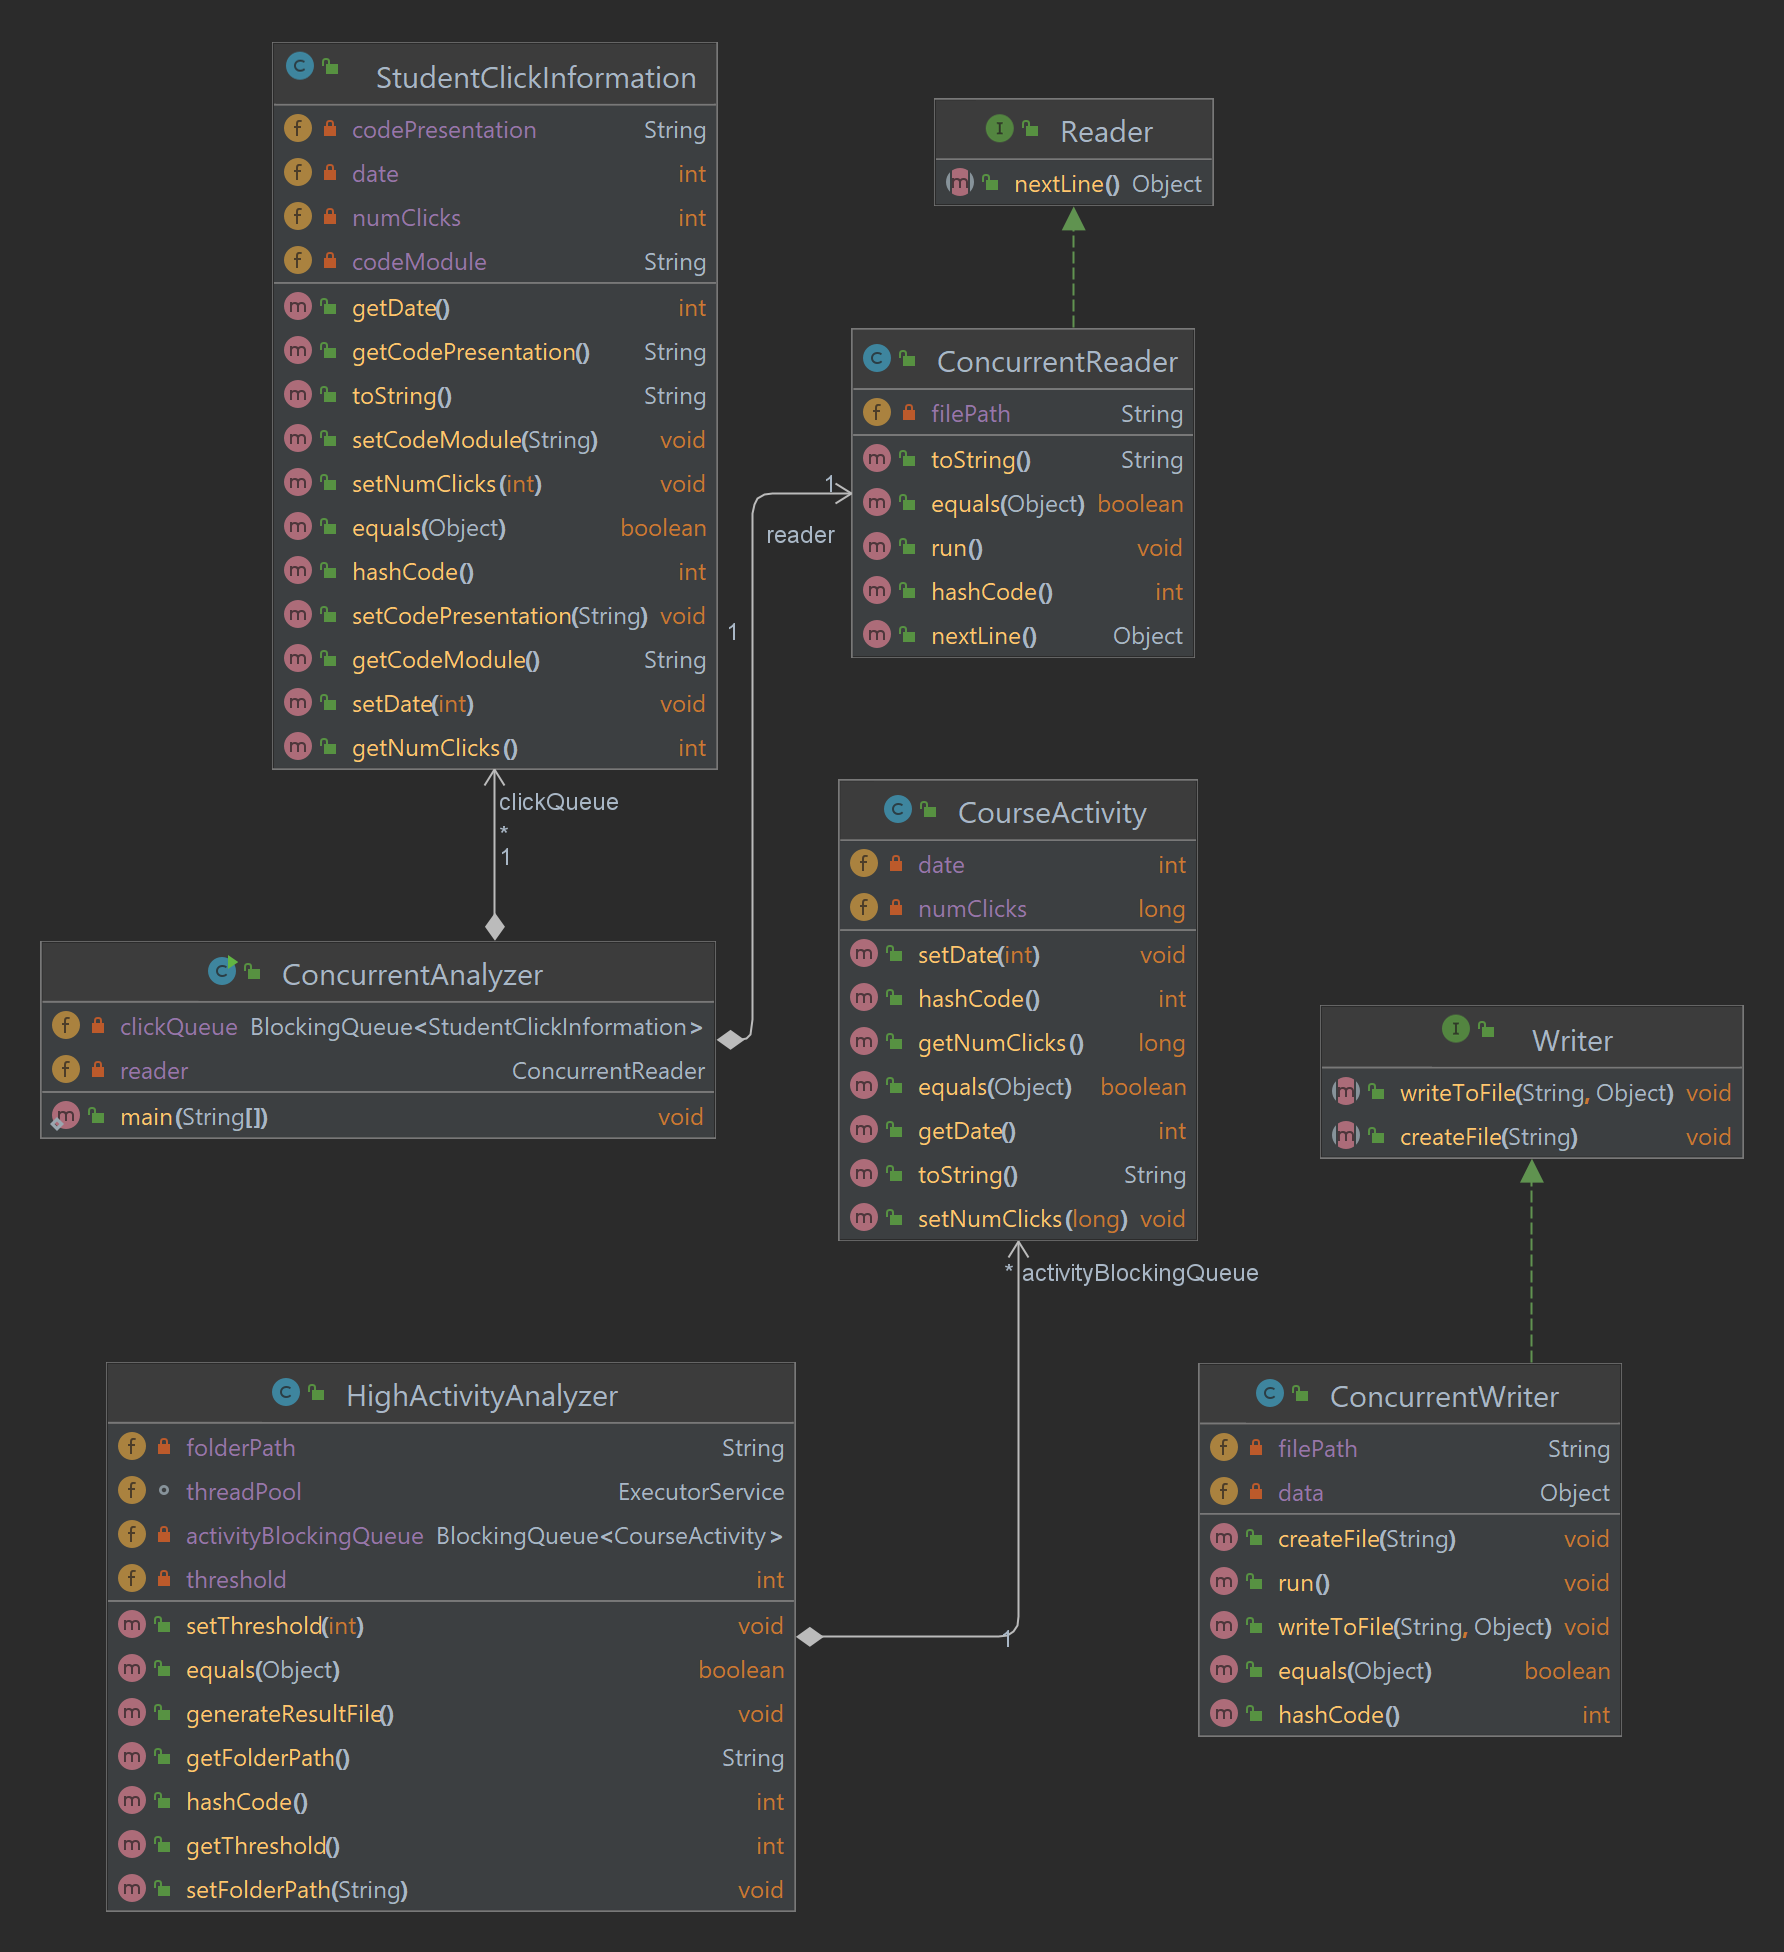 StudentClickInformation
codePresentation String
date int
numClicks int
codeModule String
getDate() int
getCodePresentation() String
toString() String
setCodeModule(String) void
setNumClicks(int) void
equals(Object) boolean
hashCode() int
setCodePresentation(String) void
getCodeModule() String
setDate(int) void
getNumClicks() int
Reader
nextLine() Object
ConcurrentReader
filePath String
toString() String
equals(Object) boolean
run() void
hashCode() int
nextLine() Object
1
reader
1
clickQueue
*
1
ConcurrentAnalyzer
clickQueue BlockingQueue<StudentClickInformation>
reader ConcurrentReader
main(String[]) void
CourseActivity
date int
numClicks long
setDate(int) void
hashCode() int
getNumClicks() long
equals(Object) boolean
getDate() int
toString() String
setNumClicks(long) void
* activityBlockingQueue
1
Writer
writeToFile(String, Object) void
createFile(String) void
HighActivityAnalyzer
folderPath String
threadPool ExecutorService
activityBlockingQueue BlockingQueue<CourseActivity>
threshold int
setThreshold(int) void
equals(Object) boolean
generateResultFile() void
getFolderPath() String
hashCode() int
getThreshold() int
setFolderPath(String) void
ConcurrentWriter
filePath String
data Object
createFile(String) void
run() void
writeToFile(String, Object) void
equals(Object) boolean
hashCode() int